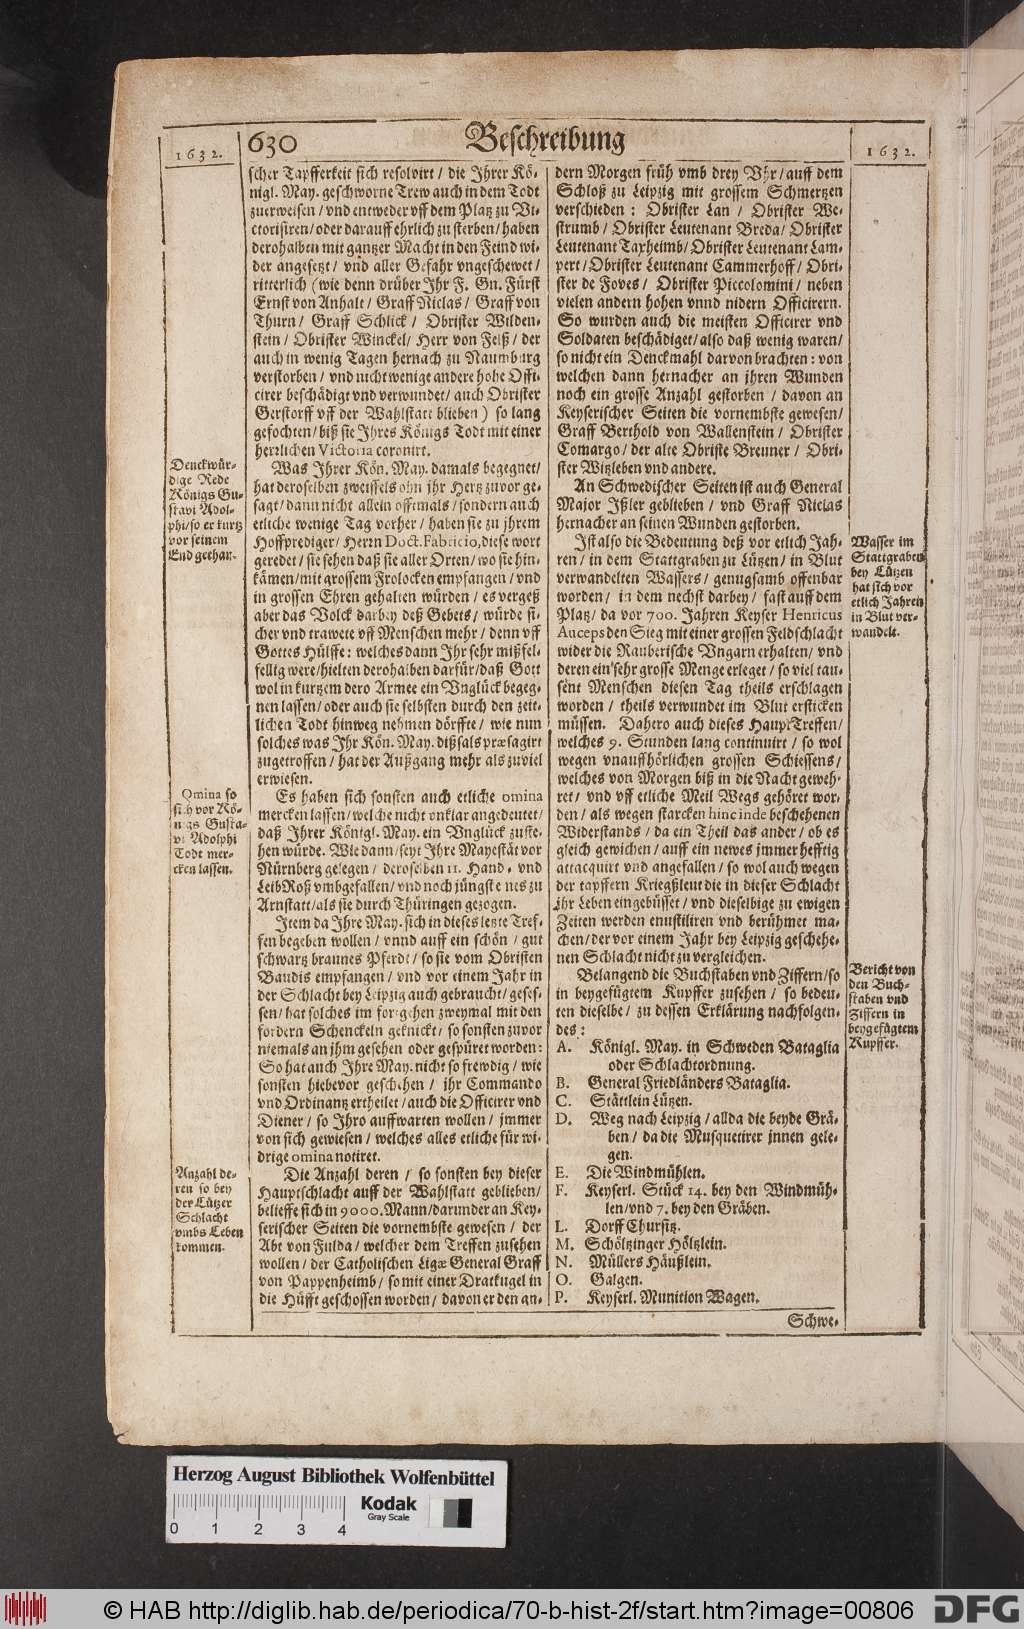 1632.
630
Beschreibung
1632.
scher Tapfferkeit sich resolvirt / die Ihrer Kö-
nigl. May. geschworne Trew auch in dem Todt
zuerweisen / vnd entweder vff dem Platz zu Vi-
ctorisiren / oder darauff ehrlich zu sterben / haben
derohalben mit gantzer Macht in den Feind wi-
der angesetzt / vnd aller Gefahr vngeschewet /
ritterlich (wie denn drüber Ihr F. Gn. Fürst
Ernst von Anhalt / Graff Niclas / Graff von
Thurn / Graff Schlick / Obrister Wilden-
stein / Obrister Winckel / Herr von Felß / der
auch in wenig Tagen hernach zu Naumburg
verstorben / vnd nicht wenige andere hohe Offi-
cirer beschädigt vnd verwundet / auch Obrister
Gerstorff vff der Wahlstatt blieben) so lang
gefochten / biß sie Ihres Königs Todt mit einer
herrlichen Victoria coronirt.
Was Ihrer Kön. May. damals begegnet /
hat deroselben zweiffels ohn jhr Hertz zuvor ge-
sagt / dann nicht allein offtmals / sondern auch
etliche wenige Tag vorher / haben sie zu jhrem
Hoffprediger / Herrn Doct. Fabricio, diese wort
geredet / sie sehen daß sie aller Orten / wo sie hin-
kämen / mit grossem Frolocken empfangen / vnd
in grossen Ehren gehalten würden / es vergeß
aber das Volck darbey deß Gebets / würde si-
cher vnd trawete vff Menschen mehr / denn vff
Gottes Hülffe : welches dann Ihr sehr mißfel-
fellig were / hielten derohalben darfür / daß Gott
wol in kurtzem dero Armee ein Vnglück begeg-
nen lassen / oder auch sie selbsten durch den zeit-
lichen Todt hinweg nehmen dörffte / wie nun
solches was Ihr Kön. May. dißfals præsagirt
zugetroffen / hat der Außgang mehr als zuviel
erwiesen.
Es haben sich sonsten auch etliche omina
mercken lassen / welche nicht vnklar angedeutet /
daß Ihrer Königl. May. ein Vnglück zuste-
hen würde. Wie dann / seyt Ihre Mayestät vor
Nürnberg gelegen / deroselben 11. Hand- vnd
Leib Roß vmbgefallen / vnd noch jüngst eines zu
Arnstatt / als sie durch Thüringen gezogen.
Item da Ihre May. sich in dieses letzte Tref-
fen begeben wollen / vnnd auff ein schön / gut
schwartz braunes Pferdt / so sie vom Obristen
Baudis empfangen / vnd vor einem Jahr in
der Schlacht bey Leipzig auch gebraucht / geses-
sen / hat solches im fortgehen zweymal mit den
fordern Schenckeln geknickt / so sonsten zuvor
niemals an jhm gesehen oder gespüret worden :
So hat auch Ihre May. nicht so frewdig / wie
sonsten hiebevor geschehen / jhr Commando
vnd Ordinantz ertheilet / auch die Officirer vnd
Diener / so Ihro auffwarten wollen / jmmer
von sich gewiesen / welches alles etliche für wi-
drige omina notiret.
Die Anzahl deren / so sonsten bey dieser
Hauptschlacht auff der Wahlstatt geblieben /
belieffe sich in 9000. Mann / darunder an Key-
serischer Seiten die vornembste gewesen / der
Abt von Fulda / welcher dem Treffen zusehen
wollen / der Catholischen Ligæ General Graff
von Pappenheimb / so mit einer Dratkugel in
die Hüfft geschossen worden / davon er den an-
Denckwür-
dige Rede
Königs Gu-
stavi Adol-
phi / so er kurtz
vor seinem
End gethan.
Omina so
sich vor Kö-
nigs Gusta-
vi Adolphi
Todt mer-
cken lassen.
Anzahl de-
ren so bey
der Lützer
Schlacht
vmbs Leben
kommen.
dern Morgen früh vmb drey Vhr / auff dem
Schloß zu Leipzig mit grossem Schmertzen
verschieden : Obrister Lan / Obrister We-
strumb / Obrister Leutenant Breda / Obrister
Leutenant Taxheimb / Obrister Leutenant Lam-
pert / Obrister Leutenant Cammerhoff / Obri-
ster de Foves / Obrister Piccolomini / neben
vielen andern hohen vnnd nidern Officirern.
So wurden auch die meisten Officirer vnd
Soldaten beschädiget / also daß wenig waren /
so nicht ein Denckmahl darvon brachten : von
welchen dann hernacher an jhren Wunden
noch ein grosse Anzahl gestorben / davon an
Keyserischer Seiten die vornembste gewesen /
Graff Berthold von Wallenstein / Obrister
Comargo / der alte Obriste Breuner / Obri-
ster Witzleben vnd andere.
An Schwedischer Seiten ist auch General
Major Ißler geblieben / vnd Graff Niclas
hernacher an seinen Wunden gestorben.
Ist also die Bedeutung deß vor etlich Jah-
ren / in dem Stattgraben zu Lützen / in Blut
verwandelten Wassers / genugsamb offenbar
worden / in dem nechst darbey / fast auff dem
Platz / da vor 700. Jahren Keyser Henricus
Auceps den Sieg mit einer grossen Feldschlacht
wider die Rauberische Vngarn erhalten / vnd
deren ein sehr grosse Menge erleget / so viel tau-
sent Menschen diesen Tag theils erschlagen
worden / theils verwundet im Blut ersticken
müssen. Dahero auch dieses Haupt Treffen /
welches 9. Stunden lang continuirt / so wol
wegen vnauffhörlichen grossen Schiessens /
welches von Morgen biß in die Nacht geweh-
ret / vnd vff etliche Meil Wegs gehöret wor-
den / als wegen starcken hinc inde beschehenen
Widerstands / da ein Theil das ander / ob es
gleich gewichen / auff ein newes jmmer hefftig
attacquirt vnd angefallen / so wol auch wegen
der tapffern Kriegßleut die in dieser Schlacht
jhr Leben eingebüsset / vnd dieselbige zu ewigen
Zeiten werden enustiliren vnd berühmet ma-
chen / der vor einem Jahr bey Leipzig geschehe-
nen Schlacht nicht zu vergleichen.
Belangend die Buchstaben vnd Ziffern / so
in beygefügtem Kupffer zusehen / so bedeu-
ten dieselbe / zu dessen Erklärung nachfolgen-
des :
A. Königl. May. in Schweden Bataglia
oder Schlachtordnung.
B. General Friedländers Bataglia.
C. Stättlein Lützen.
D. Weg nach Leipzig / allda die beyde Grä-
ben / da die Musquetirer jnnen gele-
gen.
E. Die Windmühlen.
F. Keyserl. Stück 14. bey den Windmüh-
len / vnd 7. bey den Gräben.
L. Dorff Chursitz.
M. Schöltzinger Höltzlein.
N. Müllers Häußlein.
O. Galgen.
P. Keyserl. Munition Wagen.
Schwe-
Wasser im
Stattgraben
bey Lützen
hat sich vor
etlich Jahren
in Blut ver-
wandelt.
Bericht von
den Buch-
staben vnd
Ziffern in
beygefügtem
Kupffer.
Herzog August Bibliothek Wolfenbüttel
0 1 2 3 4
Kodak
Gray Scale
© HAB http://diglib.hab.de/periodica/70-b-hist-2f/start.htm?image=00806
DFG